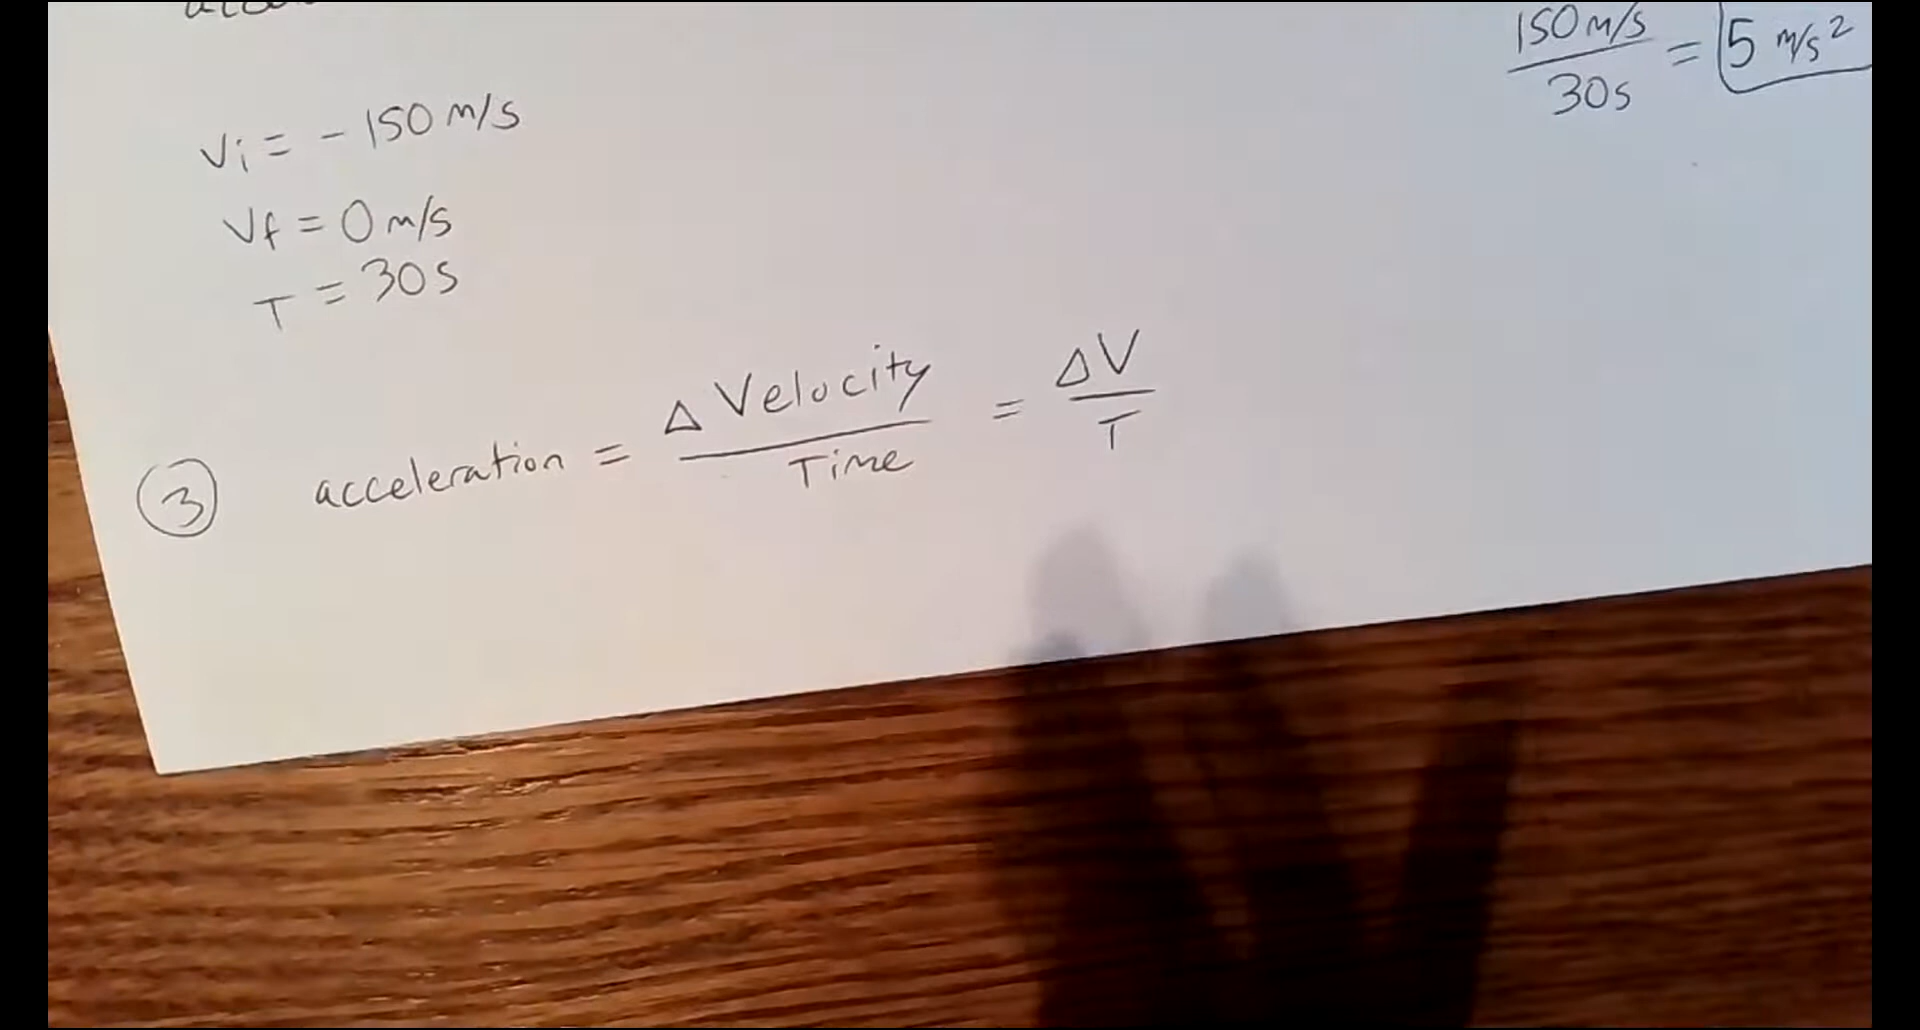 150 m/s / 30s = 5 m/s²
Vi = - 150 m/s
Vf = 0 m/s
T = 30s
3 acceleration = Δ Velocity / Time = ΔV / T